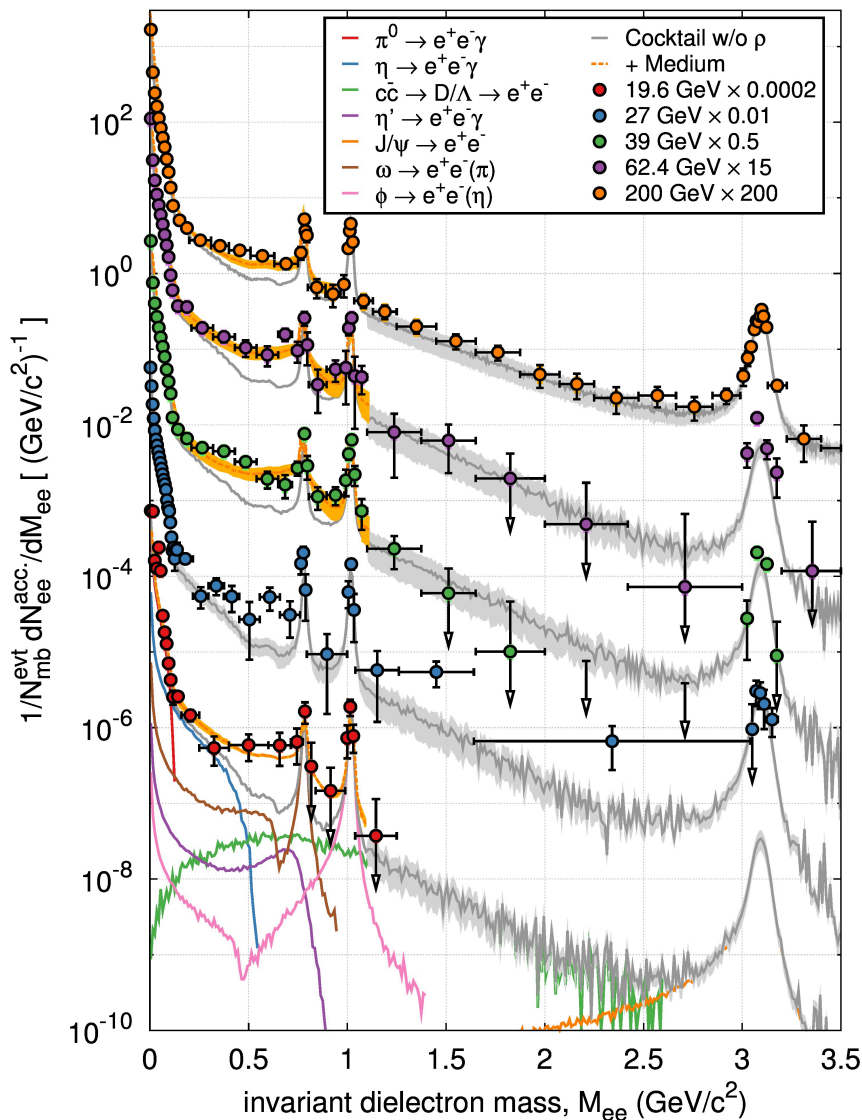 π⁰ → e⁺e⁻γ
η → e⁺e⁻γ
cc̄ → D/Λ → e⁺e⁻
η' → e⁺e⁻γ
J/ψ → e⁺e⁻
ω → e⁺e⁻(π)
ϕ → e⁺e⁻(η)
Cocktail w/o ρ
+ Medium
19.6 GeV × 0.0002
27 GeV × 0.01
39 GeV × 0.5
62.4 GeV × 15
200 GeV × 200
1/N_mb^evt dN_ee^acc./dM_ee [ (GeV/c²)⁻¹ ]
10²
10⁰
10⁻²
10⁻⁴
10⁻⁶
10⁻⁸
10⁻¹⁰
0 0.5 1 1.5 2 2.5 3 3.5
invariant dielectron mass, M_ee (GeV/c²)